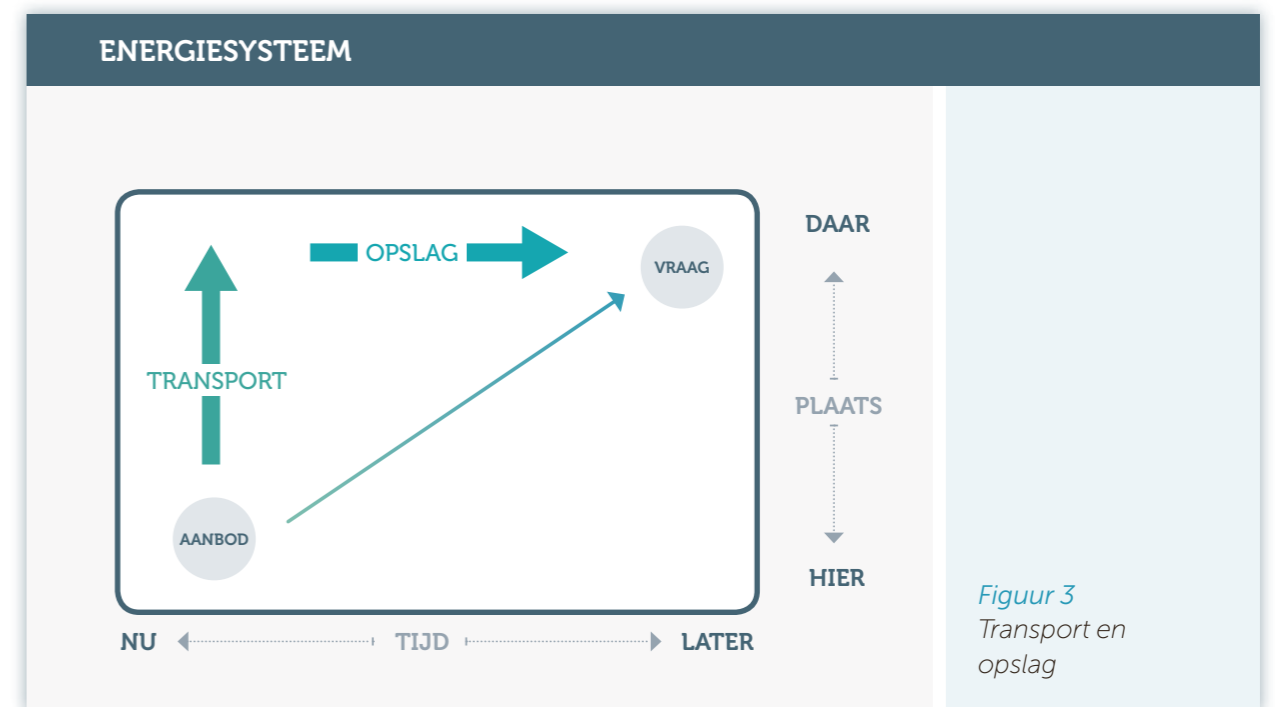 ENERGIESYSTEEM
OPSLAG
TRANSPORT
VRAAG
AANBOD
DAAR
PLAATS
HIER
NU
TIJD
LATER
Figuur 3
Transport en
opslag